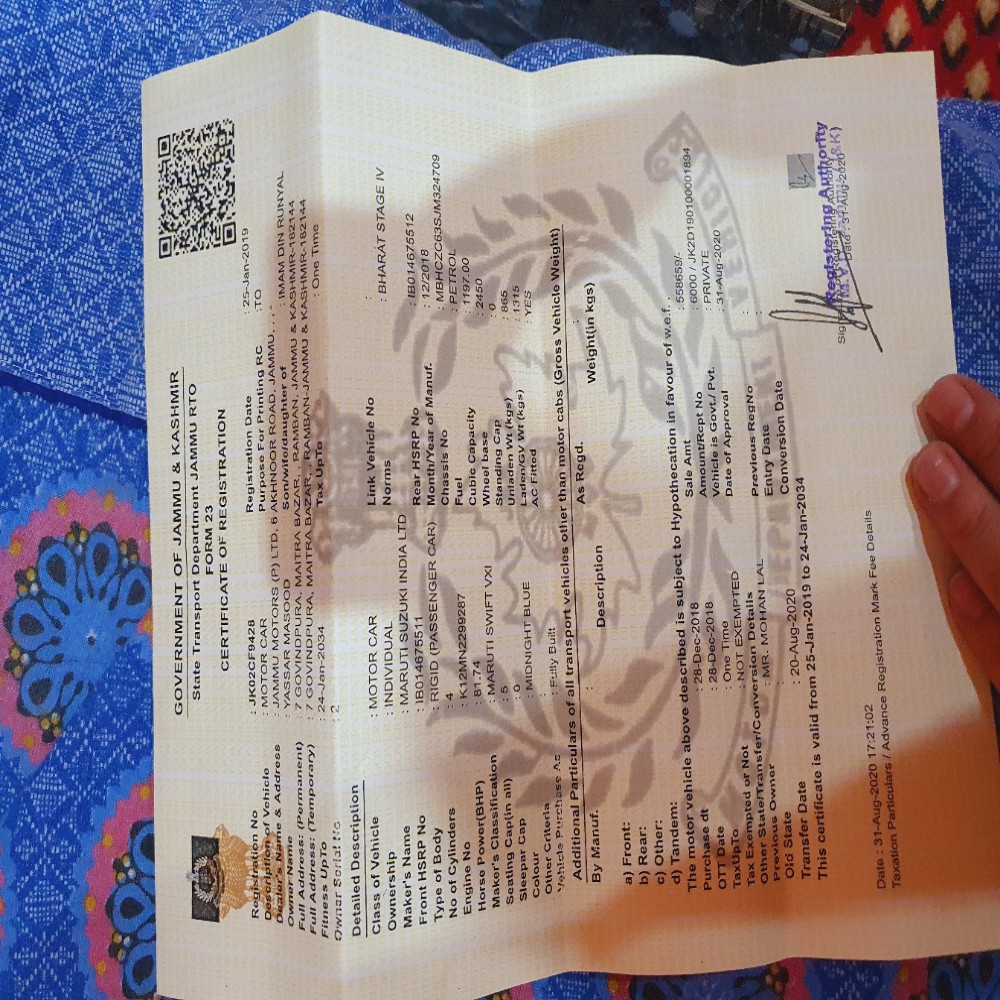 GOVERNMENT OF JAMMU & KASHMIR
State Transport Department JAMMU RTO
FORM 23
CERTIFICATE OF REGISTRATION
Registration No : JK02CF9428 Registration Date : 25-Jan-2019
Description of Vehicle : MOTOR CAR Purpose For Printing RC : TO
Dealer's Name & Address : JAMMU MOTORS (P) LTD, 6 AKHNOOR ROAD, JAMMU, , ,
Owner Name : YASSAR MASOOD Son/wife/daughter of : IMAM DIN RUNYAL
Full Address: (Permanent) : 7 GOVINDPURA, MAITRA BAZAR, , RAMBAN, JAMMU & KASHMIR-182144
Full Address: (Temporary) : 7 GOVINDPURA, MAITRA BAZAR, , RAMBAN-JAMMU & KASHMIR-182144
Fitness UpTo : 24-Jan-2034 Tax UpTo : One Time
Owner Serial No : 2
Detailed Description
Class of Vehicle : MOTOR CAR Link Vehicle No :
Ownership : INDIVIDUAL Norms : BHARAT STAGE IV
Maker's Name : MARUTI SUZUKI INDIA LTD
Front HSRP No : IB014675511 Rear HSRP No : IB014675512
Type of Body : RIGID (PASSENGER CAR) Month/Year of Manuf. : 12/2018
No of Cylinders : 4 Chassis No : MBHCZC63SJM324709
Engine No : K12MN2299287 Fuel : PETROL
Horse Power(BHP) : 81.74 Cubic Capacity : 1197.00
Maker's Classification : MARUTI SWIFT VXI Wheel base : 2450
Seating Cap(in all) : 5 Standing Cap : 0
Sleepar Cap : 0 Unladen Wt (kgs) : 865
Colour : MIDNIGHT BLUE Laden/GV Wt (kgs) : 1315
Other Criteria : AC Fitted : YES
Vehicle Purchase As : Fully Built
Additional Particulars of all transport vehicles other than motor cabs (Gross Vehicle Weight)
By Manuf. : As Regd. :
Description Weight(in kgs)
a) Front:
b) Rear:
c) Other:
d) Tandem:
The motor vehicle above described is subject to Hypothecation in favour of w.e.f. .
Purchase dt : 28-Dec-2018 Sale Amt : 558659/-
OTT Date : 28-Dec-2018 Amount/Rcpt No : 6000 / JK2D190100001894
TaxUpTo : One Time Vehicle is Govt./ Pvt. : PRIVATE
Tax Exempted or Not : NOT EXEMPTED Date of Approval : 31-Aug-2020
Other State/Transfer/Conversion Details
Previous Owner : MR. MOHAN LAL Previous RegNo :
Old State : Entry Date :
Transfer Date : 20-Aug-2020 Conversion Date
This certificate is valid from 25-Jan-2019 to 24-Jan-2034
Registering Authority
Date : 31-Aug-2020
Date : 31-Aug-2020 17:21:02
Taxation Particulars / Advance Registration Mark Fee Details